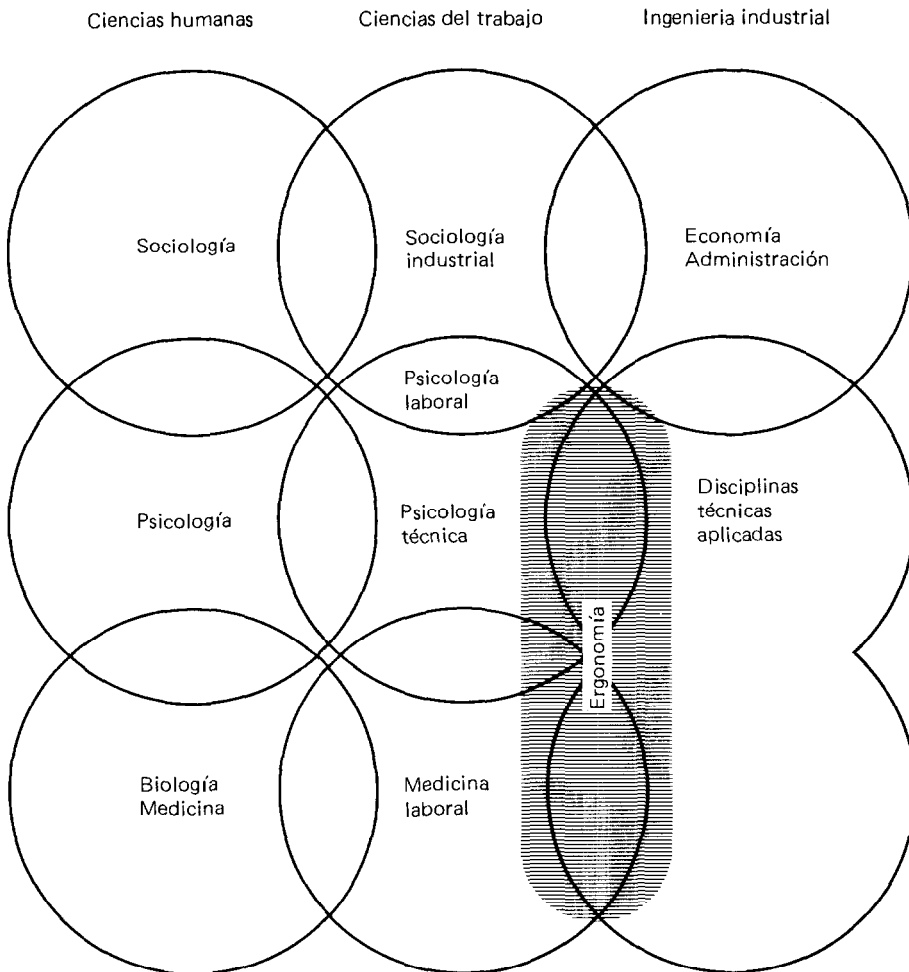 Ciencias humanas
Ciencias del trabajo
Ingenieria industrial
Sociología
Sociología
industrial
Economía
Administración
Psicología
laboral
Psicología
Psicología
técnica
Disciplinas
técnicas
aplicadas
Ergonomía
Biología
Medicina
Medicina
laboral